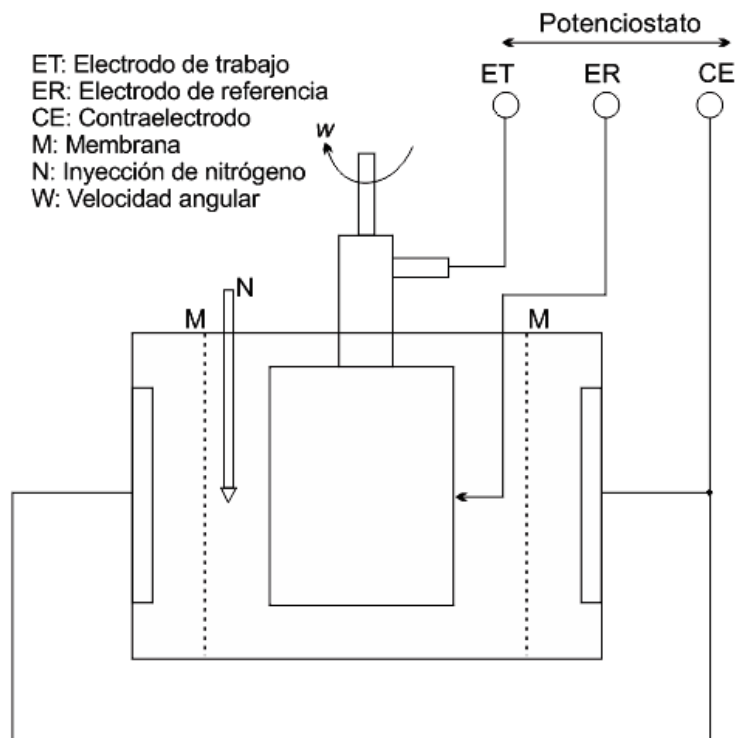 Potenciostato
ET: Electrodo de trabajo
ER: Electrodo de referencia
CE: Contraelectrodo
M: Membrana
N: Inyección de nitrógeno
W: Velocidad angular
ET ER CE
w
N
M M